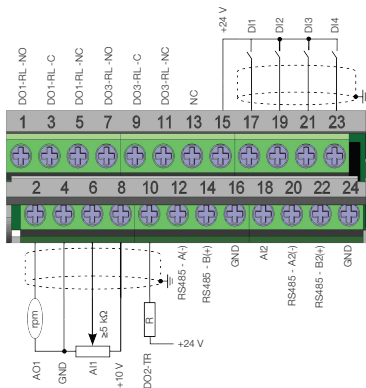 DO1-RL -NO
DO1-RL -C
DO1-RL -NC
DO3-RL -NO
DO3-RL -C
DO3-RL -NC
NC
+24 V
DI1
DI2
DI3
DI4
1 3 5 7 9 11 13 15 17 19 21 23
2 4 6 8 10 12 14 16 18 20 22 24
rpm
AO1
GND
AI1
≥5 kΩ
+10 V
DO2-TR
R
+24 V
RS485 - A(-)
RS485 - B(+)
GND
AI2
RS485 - A2(-)
RS485 - B2(+)
GND